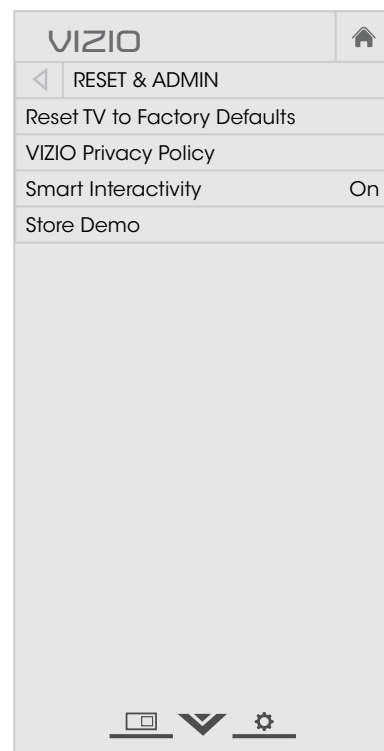 VIZIO
RESET & ADMIN
Reset TV to Factory Defaults
VIZIO Privacy Policy
Smart Interactivity On
Store Demo